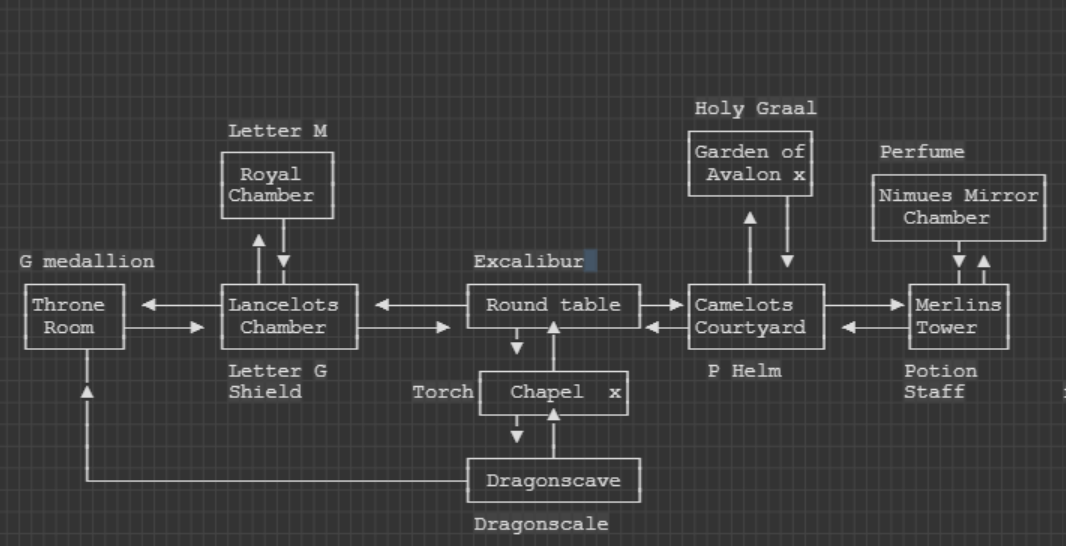 Holy Graal
Letter M
Garden of
Avalon x
Perfume
Royal
Chamber
Nimues Mirror
Chamber
G medallion
Excalibur
Throne
Room
Lancelots
Chamber
Round table
Camelots
Courtyard
Merlins
Tower
Letter G
Shield
P Helm
Potion
Staff
Torch
Chapel x
Dragonscave
Dragonscale